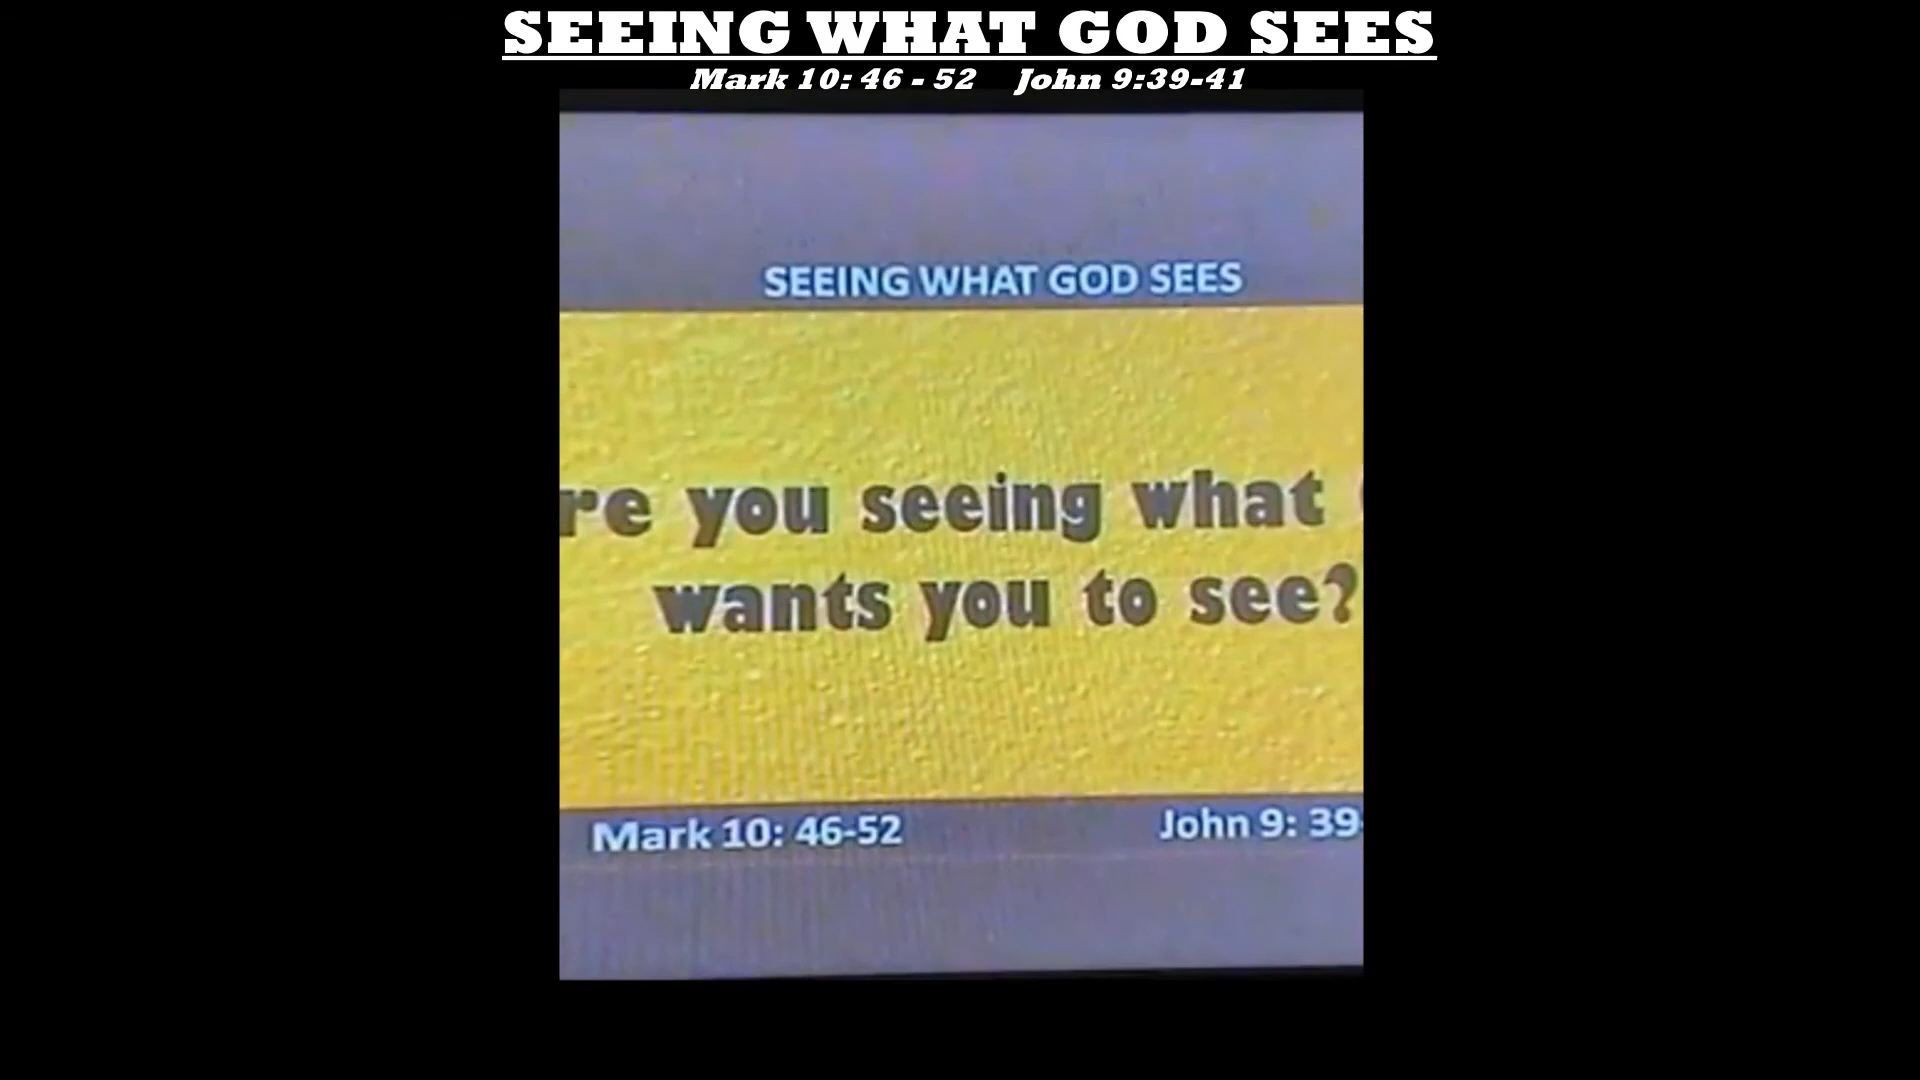 SEEING WHAT GOD SEES
Mark 10: 46 - 52 John 9:39-41
SEEING WHAT GOD SEES
re you seeing what
wants you to see?
Mark 10: 46-52 John 9: 39-